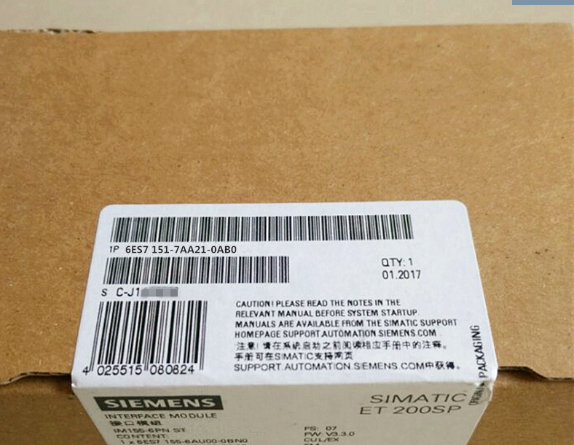 1P 6ES7 151-7AA21-0AB0
QTY: 1
01.2017
S C-J1
CAUTION! PLEASE READ THE NOTES IN THE
RELEVANT MANUAL BEFORE SYSTEM STARTUP
MANUALS ARE AVAILABLE FROM THE SIMATIC SUPPORT
HOMEPAGE SUPPORT.AUTOMATION.SIEMENS.COM
注意! 请在系统启动之前阅读相应手册中的注释。
手册可在SIMATIC支持网页
SUPPORT.AUTOMATION.SIEMENS.COM中获得。
4 025515 080824
PACKAGING
SIEMENS
SIMATIC
ET 200SP
INTERFACE MODULE
接口模组
IM155-6PN ST
CONTENT:
1 x 6ES7 155-6AU00-0BN0
FS: 07
FW: V3.3.0
CUL/EX